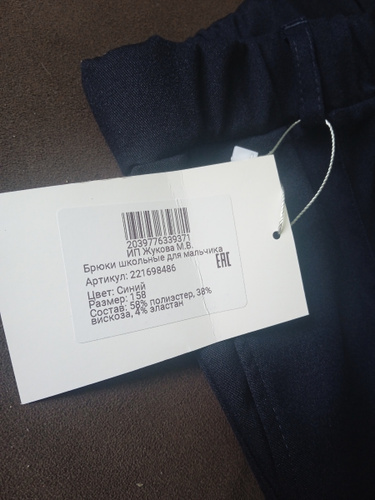 2039776339371
ИП Жукова М.В.
Брюки школьные для мальчика
Артикул: 221698486
EAC
Цвет: Синий
Размер: 158
Состав: 58% полиэстер, 38%
вискоза, 4% эластан